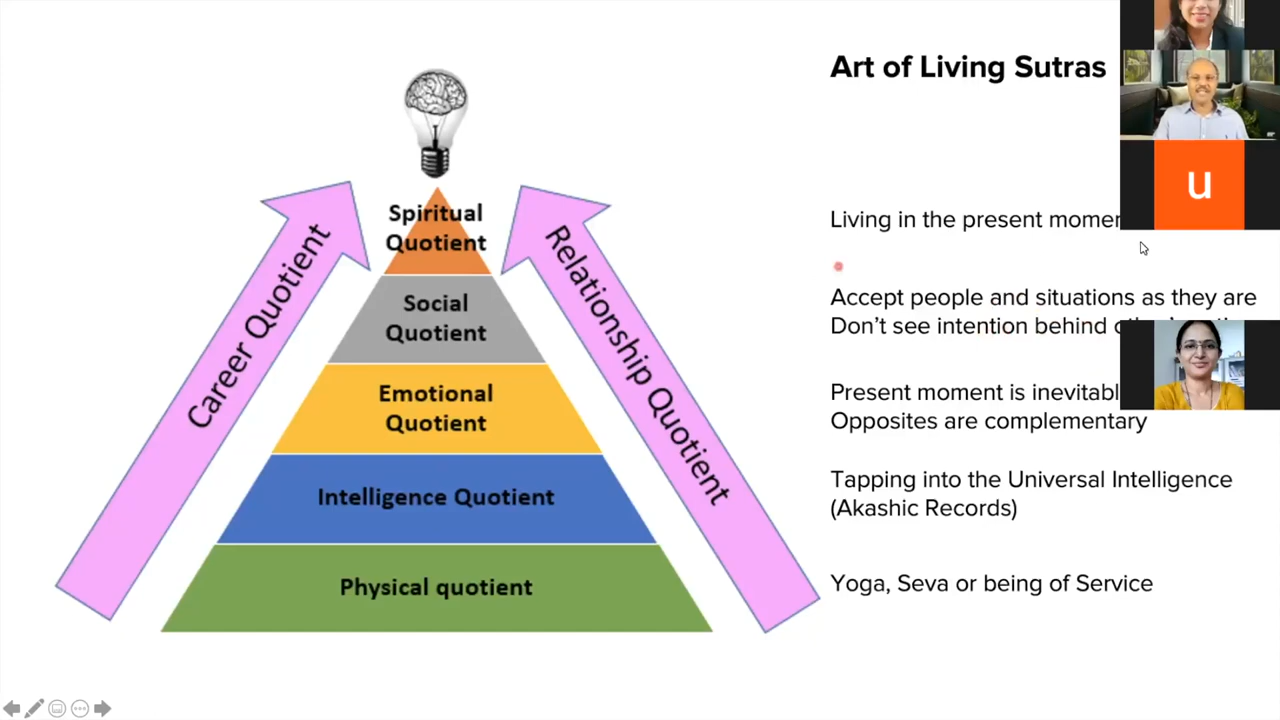 Art of Living Sutras
Spiritual
Quotient
Social
Quotient
Emotional
Quotient
Intelligence Quotient
Physical quotient
Career Quotient
Relationship Quotient
Living in the present
Accept people and situations as they are
Don't see intention behind
Present moment is
Opposites are complementary
Tapping into the Universal Intelligence
(Akashic Records)
Yoga, Seva or being of Service
u